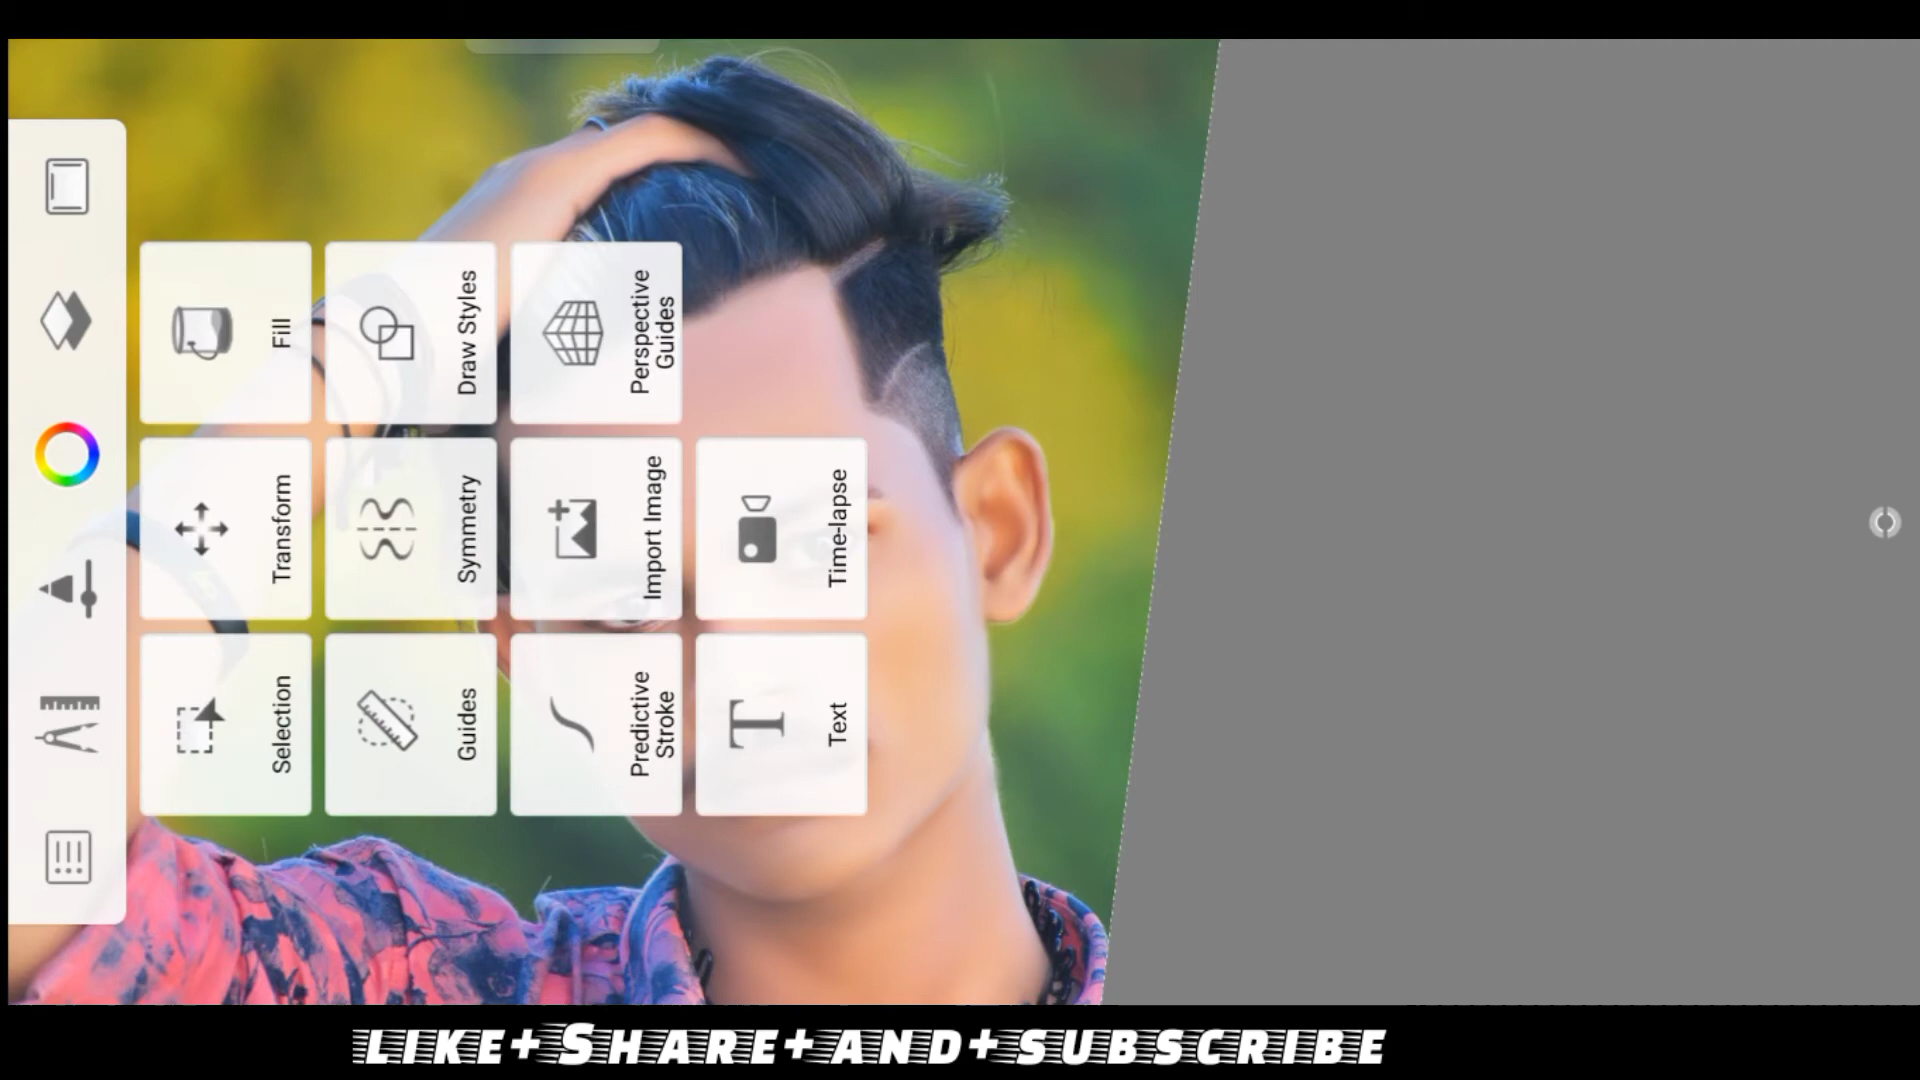 Fill
Draw Styles
Perspective
Guides
Transform
Symmetry
Import Image
Time-lapse
Selection
Guides
Predictive
Stroke
Text
LIKE+SHARE+AND+SUBSCRIBE